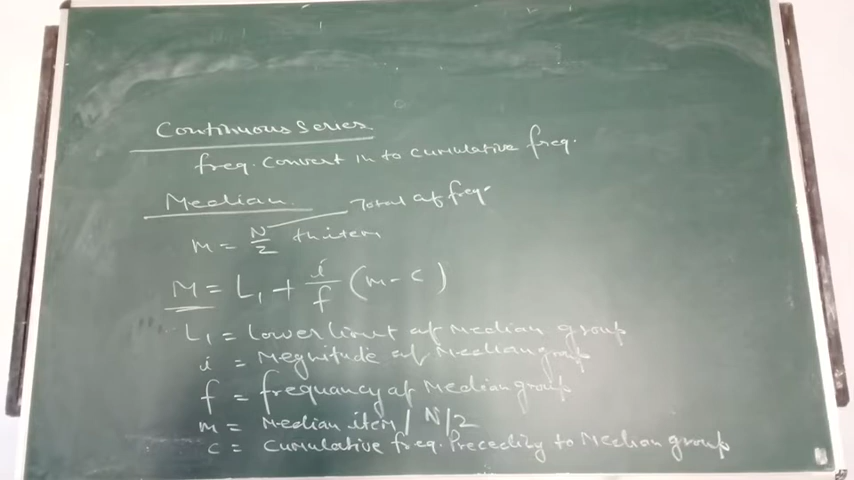 Continuous Series
freq. Convert in to cumulative freq.
Median.
Total of freq.
m = N/2 th item
M = L₁ + i/f (m - c)
L₁ = Lower limit of Median group
i = Megnitude of Median group
f = frequancy of Median group
m = Median item / N/2
c = Cumulative freq. Preceding to Median group